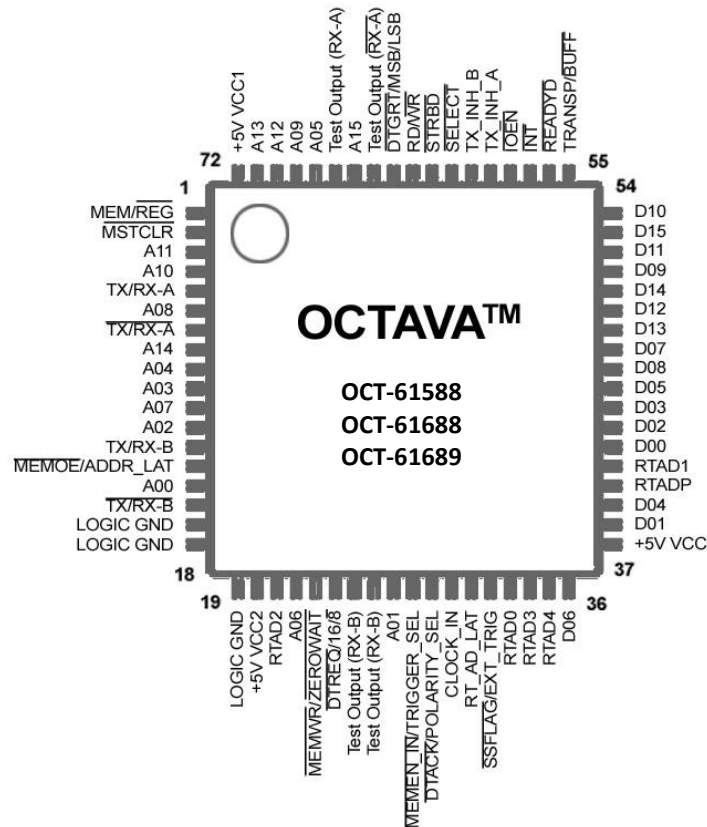 +5V VCC1
A13
A12
A09
A05
Test Output (RX-A)
A15
Test Output (RX-A)
DTGRT/MSB/LSB
RD/WR
STRBD
SELECT
TX_INH_B
TX_INH_A
IOEN
INT
READYD
TRANSP/BUFF
72
55
1
54
MEM/REG
MSTCLR
A11
A10
TX/RX-A
A08
TX/RX-A
A14
A04
A03
A07
A02
TX/RX-B
MEMOE/ADDR_LAT
A00
TX/RX-B
LOGIC GND
LOGIC GND
OCTAVA™
OCT-61588
OCT-61688
OCT-61689
D10
D15
D11
D09
D14
D12
D13
D07
D08
D05
D03
D02
D00
RTAD1
RTADP
D04
D01
+5V VCC
18
37
19
36
LOGIC GND
+5V VCC2
RTAD2
A06
MEMWR/ZEROWAIT
DTREQ/16/8
Test Output (RX-B)
Test Output (RX-B)
A01
MEMEN_IN/TRIGGER_SEL
DTACK/POLARITY_SEL
CLOCK_IN
RT_AD_LAT
SSFLAG/EXT_TRIG
RTAD0
RTAD3
RTAD4
D06